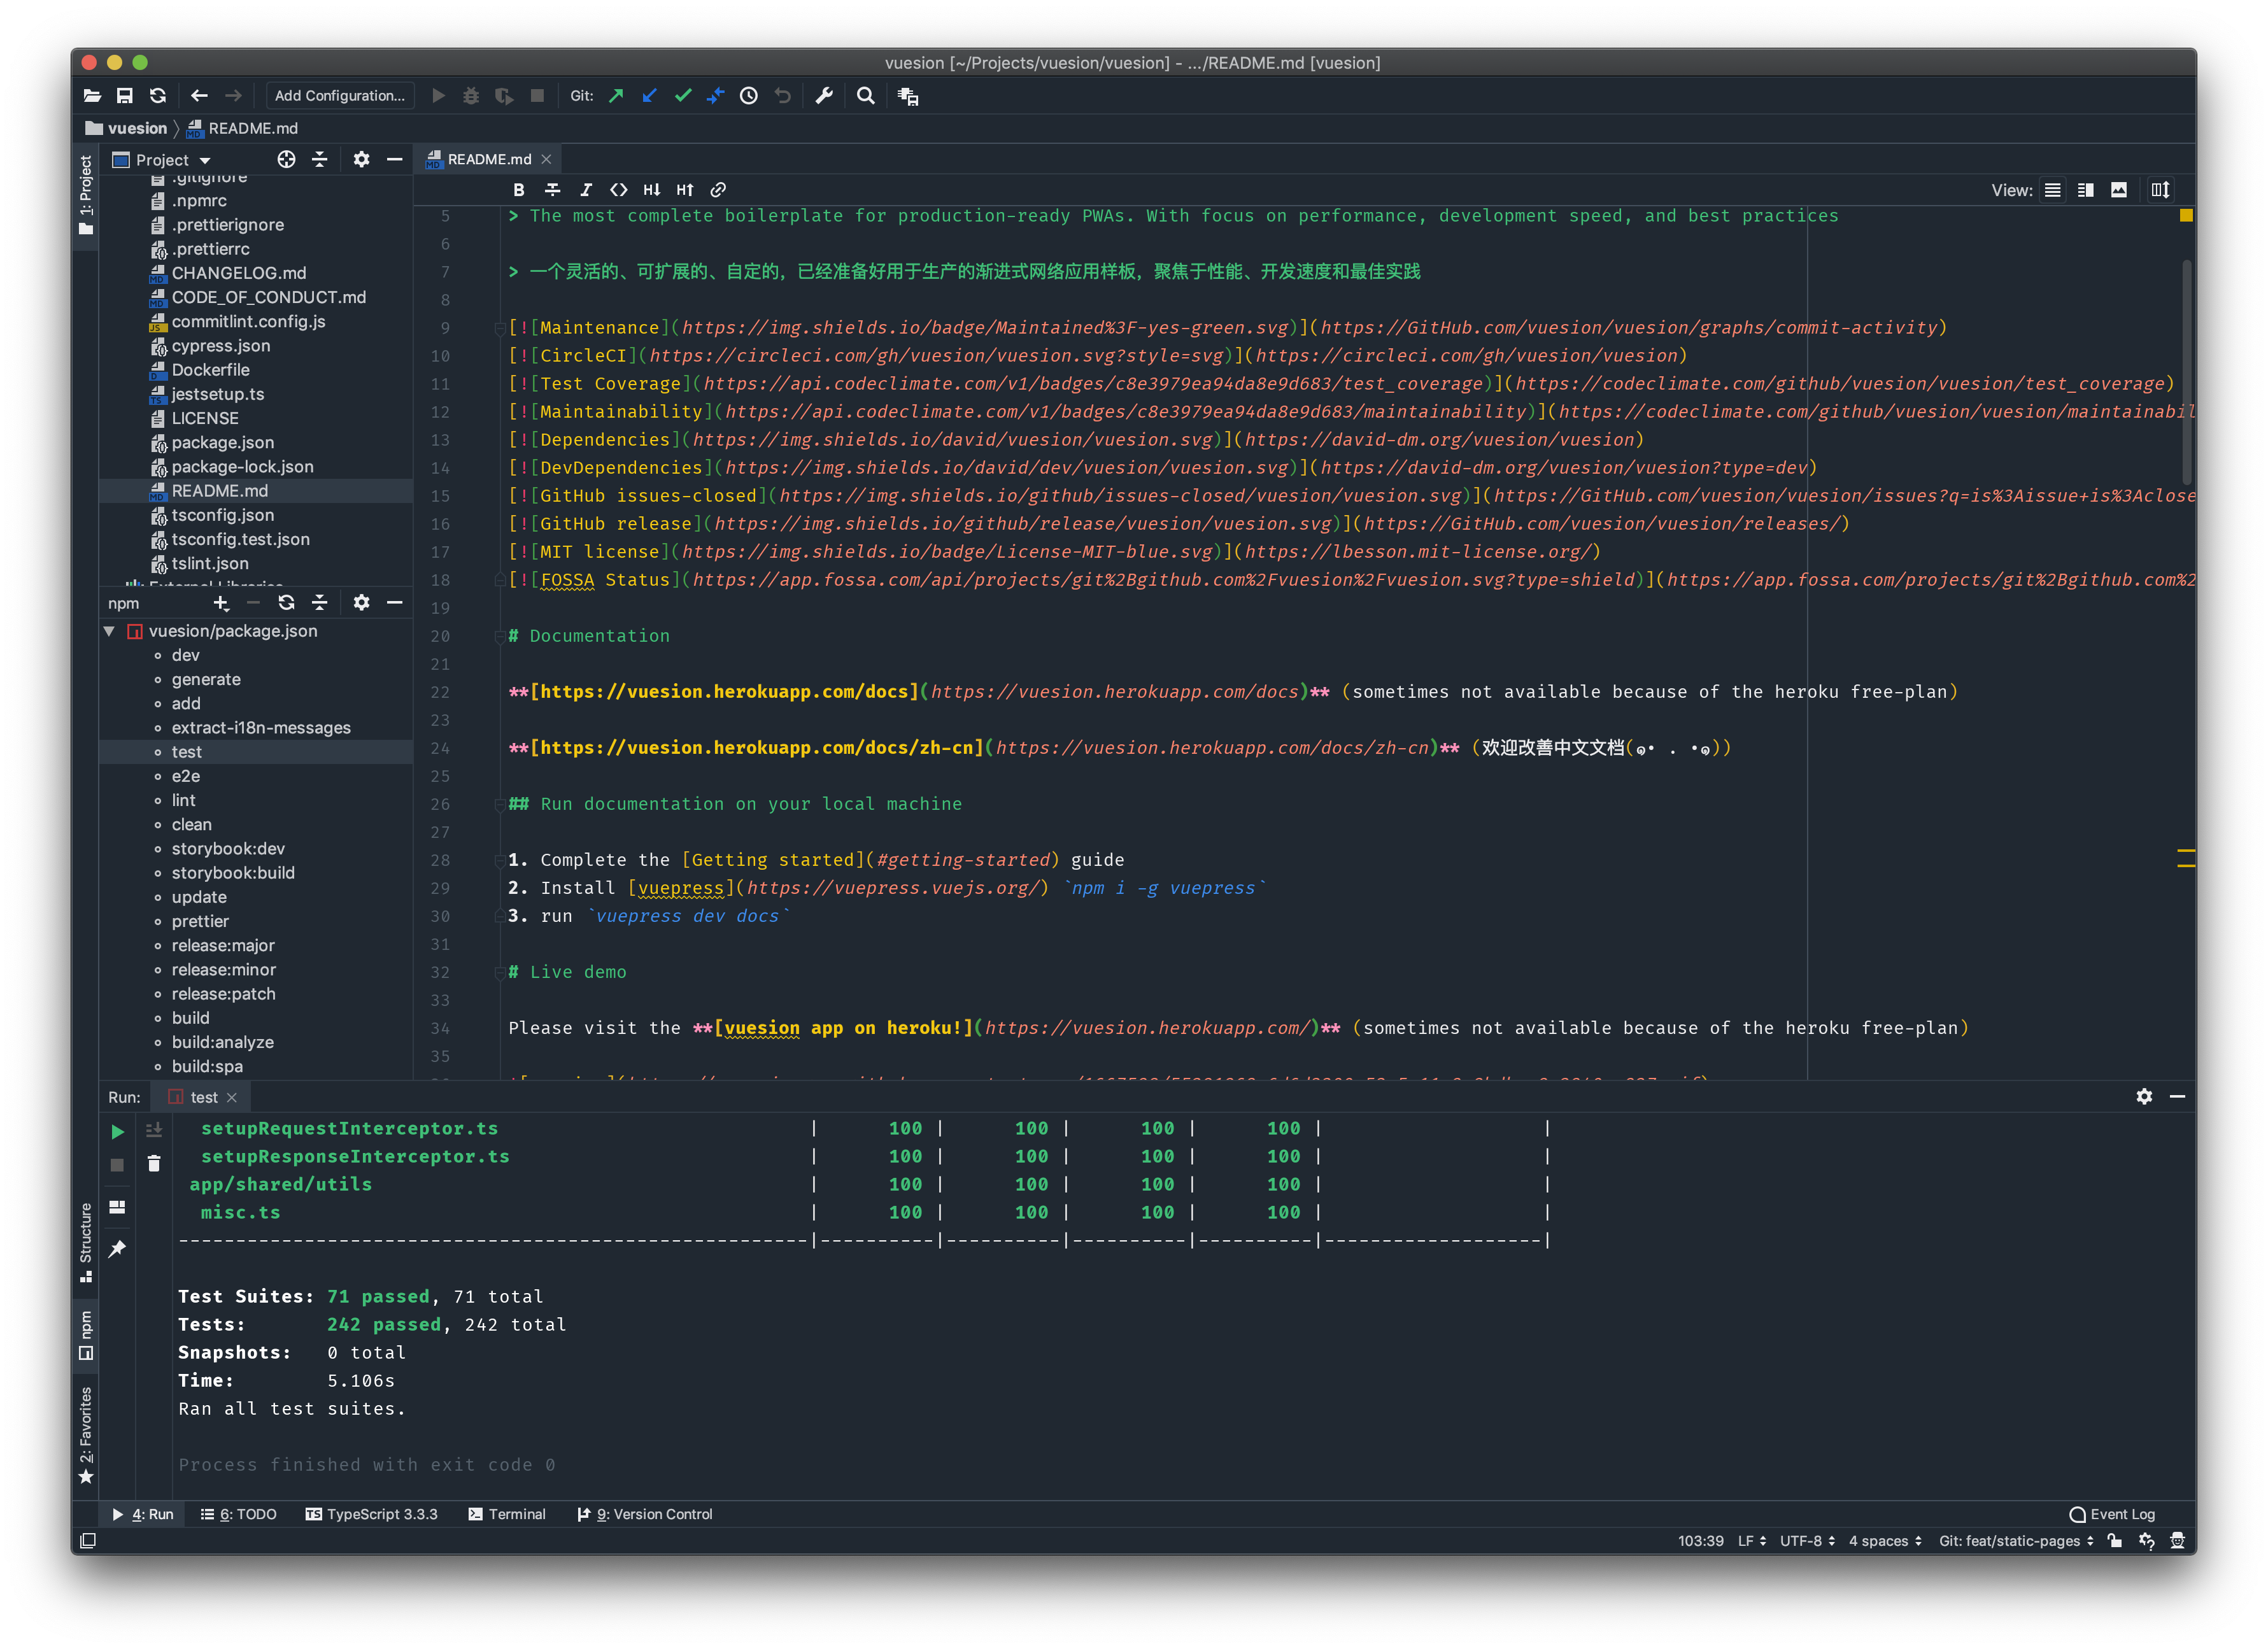 vuesion [~/Projects/vuesion/vuesion] - .../README.md [vuesion]
Add Configuration...
Git:
vuesion
README.md
1: Project
Project
README.md
View:
.gitignore
.npmrc
.prettierignore
.prettierrc
CHANGELOG.md
CODE_OF_CONDUCT.md
commitlint.config.js
cypress.json
Dockerfile
jestsetup.ts
LICENSE
package.json
package-lock.json
README.md
tsconfig.json
tsconfig.test.json
tslint.json
External Libraries
npm
vuesion/package.json
dev
generate
add
extract-i18n-messages
test
e2e
lint
clean
storybook:dev
storybook:build
update
prettier
release:major
release:minor
release:patch
build
build:analyze
build:spa
5 > The most complete boilerplate for production-ready PWAs. With focus on performance, development speed, and best practices
6
7 > 一个灵活的、可扩展的、自定的，已经准备好用于生产的渐进式网络应用样板，聚焦于性能、开发速度和最佳实践
8
9 [![Maintenance](https://img.shields.io/badge/Maintained%3F-yes-green.svg)](https://GitHub.com/vuesion/vuesion/graphs/commit-activity)
10 [![CircleCI](https://circleci.com/gh/vuesion/vuesion.svg?style=svg)](https://circleci.com/gh/vuesion/vuesion)
11 [![Test Coverage](https://api.codeclimate.com/v1/badges/c8e3979ea94da8e9d683/test_coverage)](https://codeclimate.com/github/vuesion/vuesion/test_coverage)
12 [![Maintainability](https://api.codeclimate.com/v1/badges/c8e3979ea94da8e9d683/maintainability)](https://codeclimate.com/github/vuesion/vuesion/maintainabil
13 [![Dependencies](https://img.shields.io/david/vuesion/vuesion.svg)](https://david-dm.org/vuesion/vuesion)
14 [![DevDependencies](https://img.shields.io/david/dev/vuesion/vuesion.svg)](https://david-dm.org/vuesion/vuesion?type=dev)
15 [![GitHub issues-closed](https://img.shields.io/github/issues-closed/vuesion/vuesion.svg)](https://GitHub.com/vuesion/vuesion/issues?q=is%3Aissue+is%3Aclose
16 [![GitHub release](https://img.shields.io/github/release/vuesion/vuesion.svg)](https://GitHub.com/vuesion/vuesion/releases/)
17 [![MIT license](https://img.shields.io/badge/License-MIT-blue.svg)](https://lbesson.mit-license.org/)
18 [![FOSSA Status](https://app.fossa.com/api/projects/git%2Bgithub.com%2Fvuesion%2Fvuesion.svg?type=shield)](https://app.fossa.com/projects/git%2Bgithub.com%2
19
20 # Documentation
21
22 **[https://vuesion.herokuapp.com/docs](https://vuesion.herokuapp.com/docs)** (sometimes not available because of the heroku free-plan)
23
24 **[https://vuesion.herokuapp.com/docs/zh-cn](https://vuesion.herokuapp.com/docs/zh-cn)** (欢迎改善中文文档(๑• . •๑))
25
26 ## Run documentation on your local machine
27
28 1. Complete the [Getting started](#getting-started) guide
29 2. Install [vuepress](https://vuepress.vuejs.org/) `npm i -g vuepress`
30 3. run `vuepress dev docs`
31
32 # Live demo
33
34 Please visit the **[vuesion app on heroku!](https://vuesion.herokuapp.com/)** (sometimes not available because of the heroku free-plan)
35
Run: test
setupRequestInterceptor.ts | 100 | 100 | 100 | 100 | |
setupResponseInterceptor.ts | 100 | 100 | 100 | 100 | |
app/shared/utils | 100 | 100 | 100 | 100 | |
misc.ts | 100 | 100 | 100 | 100 | |
-------------------------------------------------------|----------|----------|----------|----------|-------------------|
Test Suites: 71 passed, 71 total
Tests: 242 passed, 242 total
Snapshots: 0 total
Time: 5.106s
Ran all test suites.
Process finished with exit code 0
Structure
npm
2: Favorites
4: Run
6: TODO
TypeScript 3.3.3
Terminal
9: Version Control
Event Log
103:39 LF UTF-8 4 spaces Git: feat/static-pages